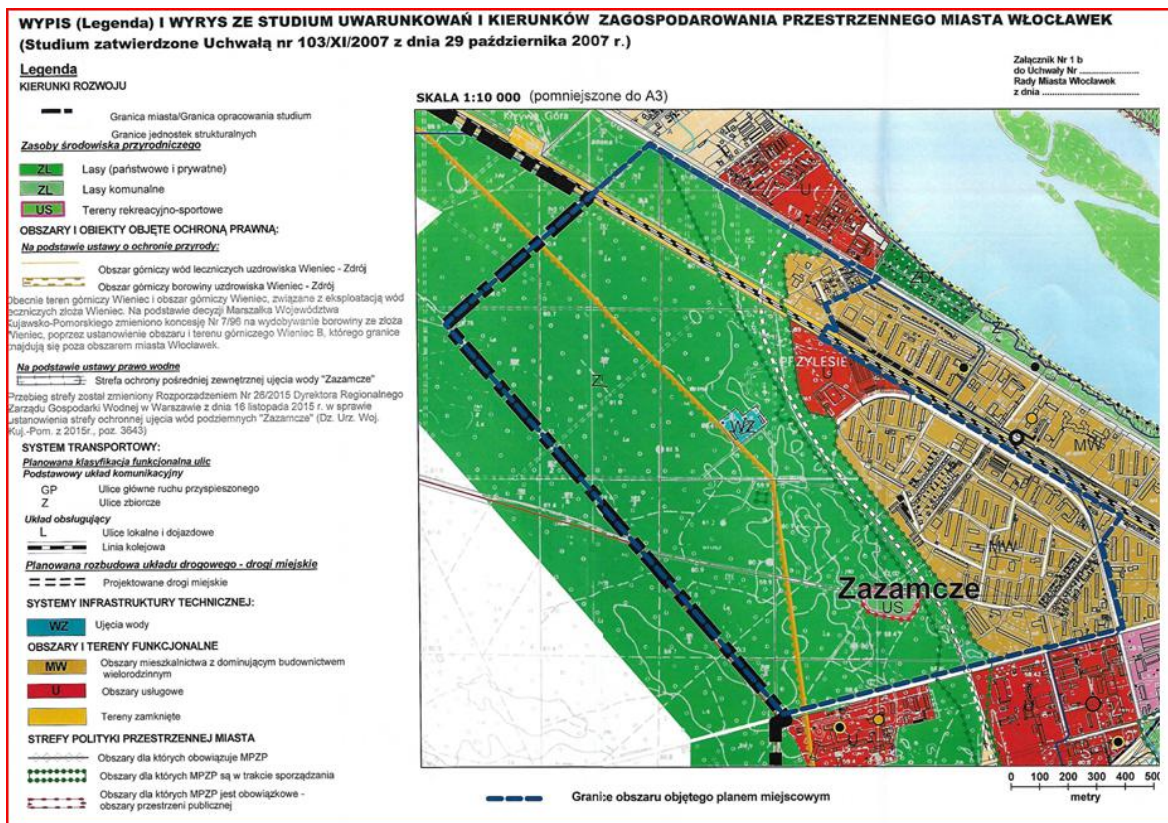 WYPIS (Legenda) I WYRYS ZE STUDIUM UWARUNKOWAŃ I KIERUNKÓW ZAGOSPODAROWANIA PRZESTRZENNEGO MIASTA WŁOCŁAWEK
(Studium zatwierdzone Uchwałą nr 103/XI/2007 z dnia 29 października 2007 r.)
Załącznik Nr 1 b
do Uchwały Nr
Rady Miasta Włocławek
z dnia
Legenda
KIERUNKI ROZWOJU
Granica miasta/Granica opracowania studium
Granice jednostek strukturalnych
Zasoby środowiska przyrodniczego
ZL Lasy (państwowe i prywatne)
ZL Lasy komunalne
US Tereny rekreacyjno-sportowe
OBSZARY I OBIEKTY OBJĘTE OCHRONĄ PRAWNĄ:
Na podstawie ustawy o ochronie przyrody:
Obszar górniczy wód leczniczych uzdrowiska Wieniec - Zdrój
Obszar górniczy borowiny uzdrowiska Wieniec - Zdrój
Obecnie teren górniczy Wieniec i obszar górniczy Wieniec, związane z eksploatacją wód
leczniczych złoża Wieniec. Na podstawie decyzji Marszałka Województwa
Kujawsko-Pomorskiego zmieniono koncesję Nr 7/96 na wydobywanie borowiny ze złoża
Wieniec, poprzez ustanowienie obszaru i terenu górniczego Wieniec B, którego granice
znajdują się poza obszarem miasta Włocławek.
Na podstawie ustawy prawo wodne
Strefa ochrony pośredniej zewnętrznej ujęcia wody "Zazamcze"
Przebieg strefy został zmieniony Rozporządzeniem Nr 26/2015 Dyrektora Regionalnego
Zarządu Gospodarki Wodnej w Warszawie z dnia 16 listopada 2015 r. w sprawie
ustanowienia strefy ochronnej ujęcia wód podziemnych "Zazamcze" (Dz. Urz. Woj.
Kuj.-Pom. z 2015r., poz. 3643)
SYSTEM TRANSPORTOWY:
Planowana klasyfikacja funkcjonalna ulic
Podstawowy układ komunikacyjny
GP Ulice główne ruchu przyspieszonego
Z Ulice zbiorcze
Układ obsługujący
L Ulice lokalne i dojazdowe
Linia kolejowa
Planowana rozbudowa układu drogowego - drogi miejskie
Projektowane drogi miejskie
SYSTEMY INFRASTRUKTURY TECHNICZNEJ:
WZ Ujęcia wody
OBSZARY I TERENY FUNKCJONALNE
MW Obszary mieszkalnictwa z dominującym budownictwem
wielorodzinnym
U Obszary usługowe
Tereny zamknięte
STREFY POLITYKI PRZESTRZENNEJ MIASTA
Obszary dla których obowiązuje MPZP
Obszary dla których MPZP są w trakcie sporządzania
Obszary dla których MPZP jest obowiązkowe -
obszary przestrzeni publicznej
SKALA 1:10 000 (pomniejszone do A3)
Krzywa Góra
U
ZL
PRZYLESIE
WZ
MW
MW
Zazamcze
US
U
0 100 200 300 400 500
metry
Granice obszaru objętego planem miejscowym